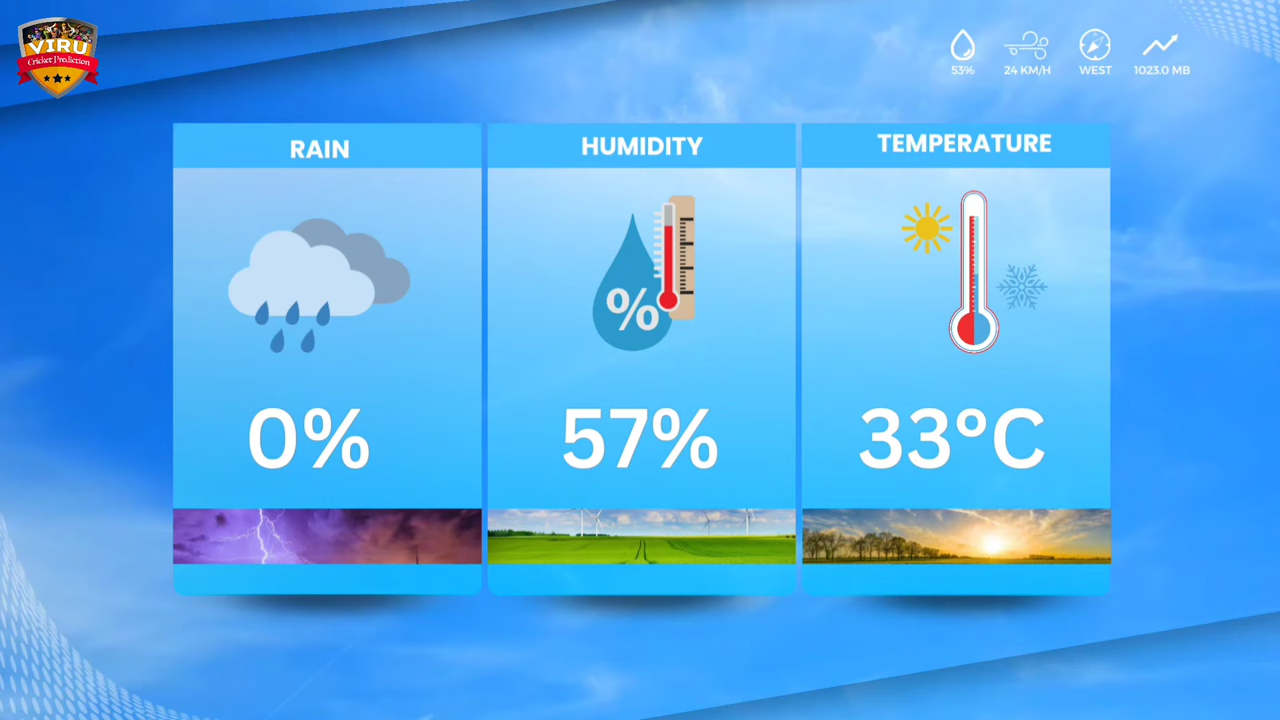 VIRU
Cricket Prediction
53%
24 KM/H
WEST
1023.0 MB
RAIN
HUMIDITY
TEMPERATURE
%
0%
57%
33°C